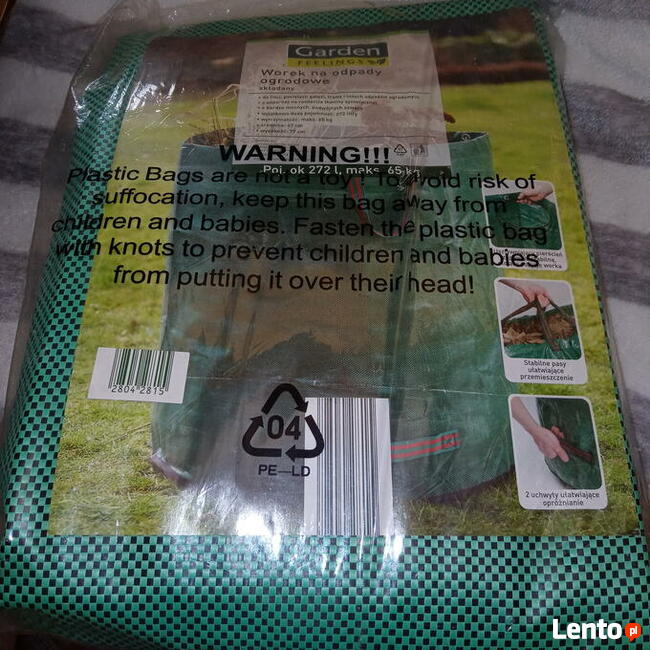 Garden
FEELINGS
Worek na odpady
ogrodowe
składany
WARNING!!!
Poj. ok 272 l, maks. 65 kg
Plastic Bags are not a toy! To avoid risk of
suffocation, keep this bag away from
children and babies. Fasten the plastic bag
with knots to prevent children and babies
from putting it over their head!
Stabilne pasy
ułatwiające
przemieszczenie
2804 2815
04
PE—LD
2 uchwyty ułatwiające
opróżnianie
Lento.pl